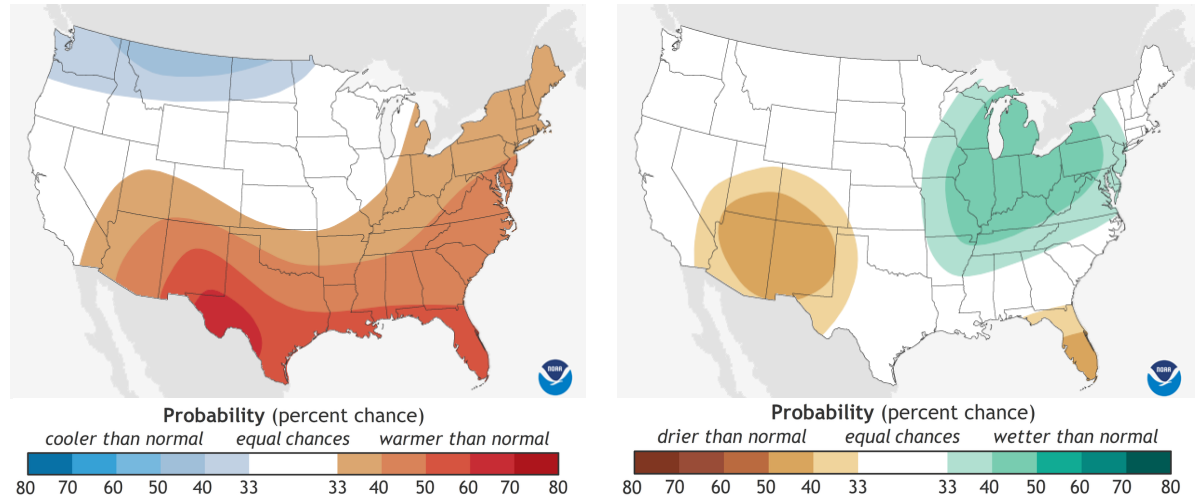 NOAA
Probability (percent chance)
cooler than normal equal chances warmer than normal
80 70 60 50 40 33 33 40 50 60 70 80
NOAA
Probability (percent chance)
drier than normal equal chances wetter than normal
80 70 60 50 40 33 33 40 50 60 70 80